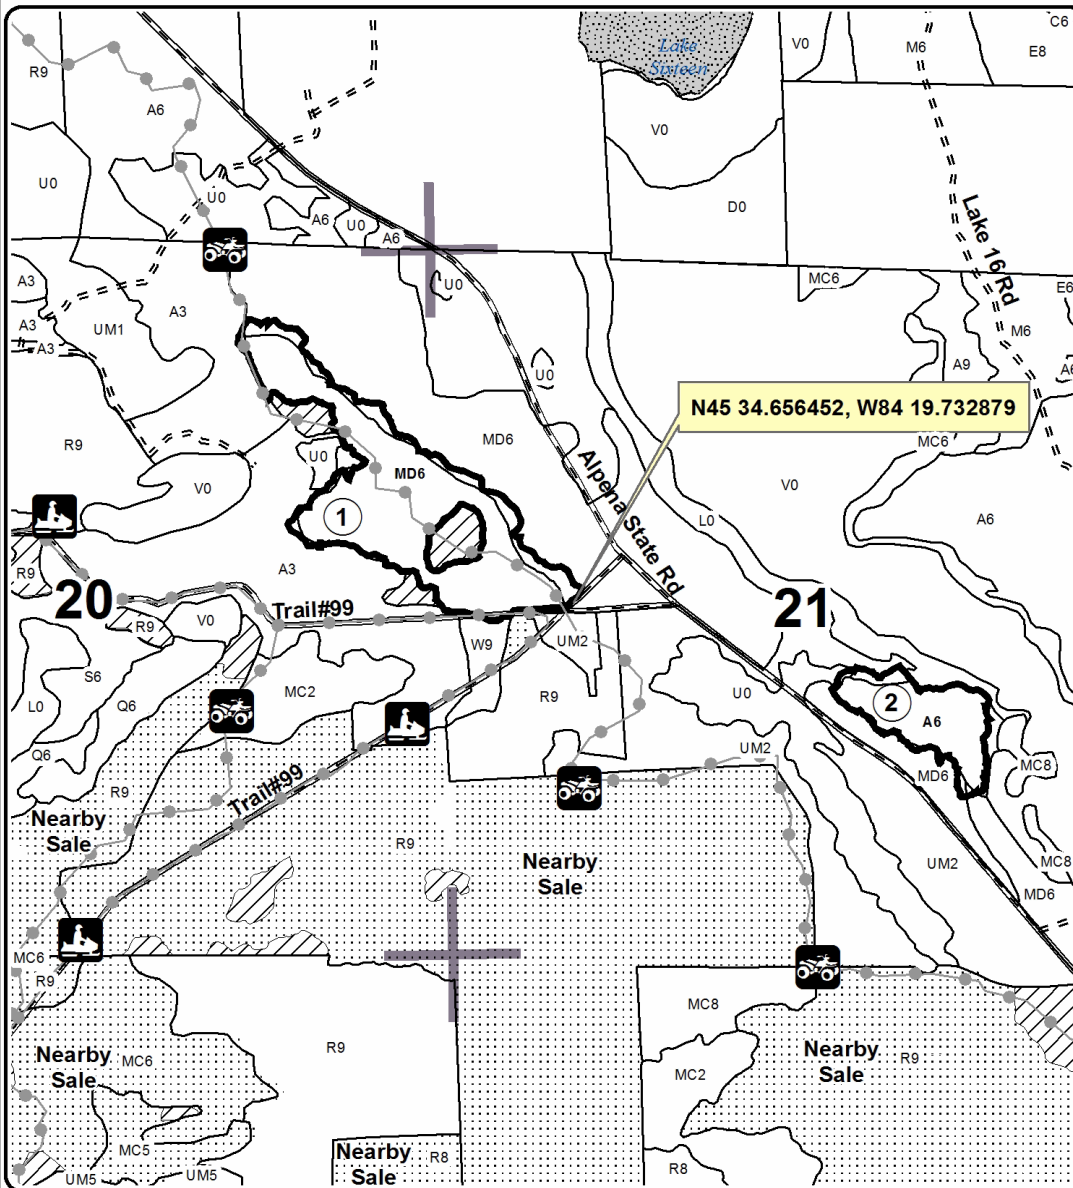 C6
Lake
Sixteen
V0
M6
E8
R9
A6
V0
U0
U0
D0
A6
U0
A6
Lake 16 Rd
A3
U0
MC6
E6
A3
A3
UM1
A3
M6
A9
A6
U0
N45 34.656452, W84 19.732879
R9
MD6
MC6
U0
MD6
Alpena State Rd
V0
V0
1
L0
A6
A3
R9
20
Trail#99
21
R9
V0
W9
UM2
S6
MC2
R9
U0
2
L0
Q6
A6
Q6
UM2
MD6
MC8
R9
Trail#99
Nearby
Sale
R9
Nearby
Sale
UM2
MC8
MD6
MC6
R9
MC8
Nearby
Sale
MC6
R9
Nearby
Sale
R9
MC2
MC5
Nearby
Sale
R8
R8
UM5
UM5